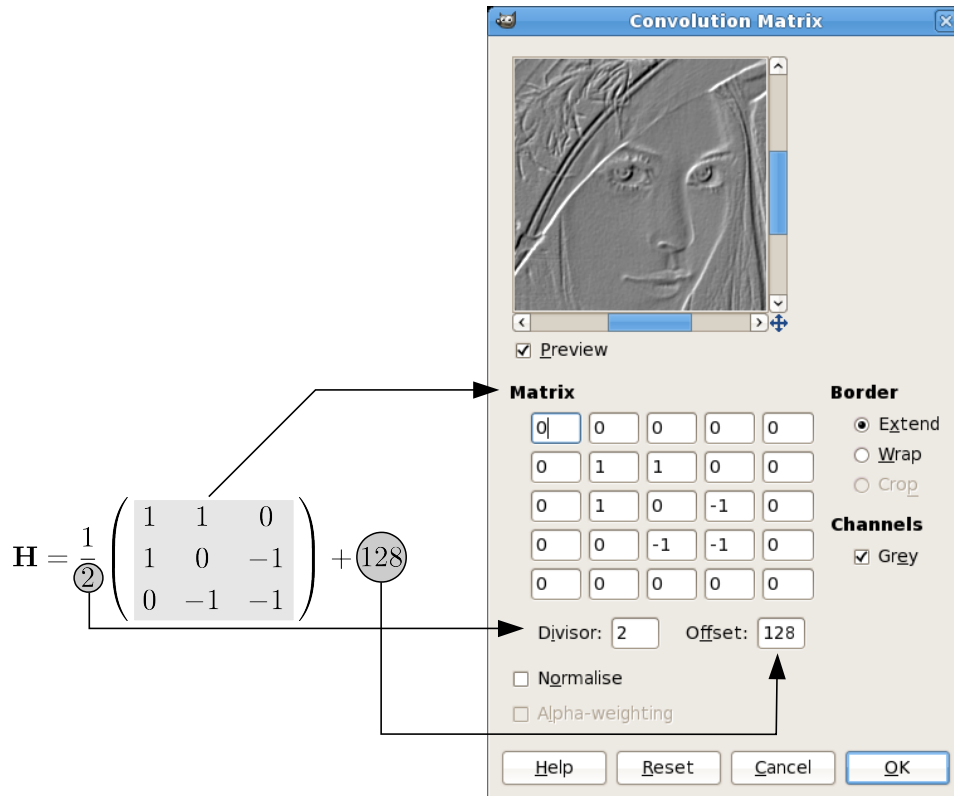 Convolution Matrix
Preview
Matrix
0 0 0 0 0
0 1 1 0 0
0 1 0 -1 0
0 0 -1 -1 0
0 0 0 0 0
Border
Extend
Wrap
Crop
Channels
Grey
Divisor: 2 Offset: 128
Normalise
Alpha-weighting
Help Reset Cancel OK
H = 1/2 ( 1 1 0
1 0 −1
0 −1 −1 ) + 128